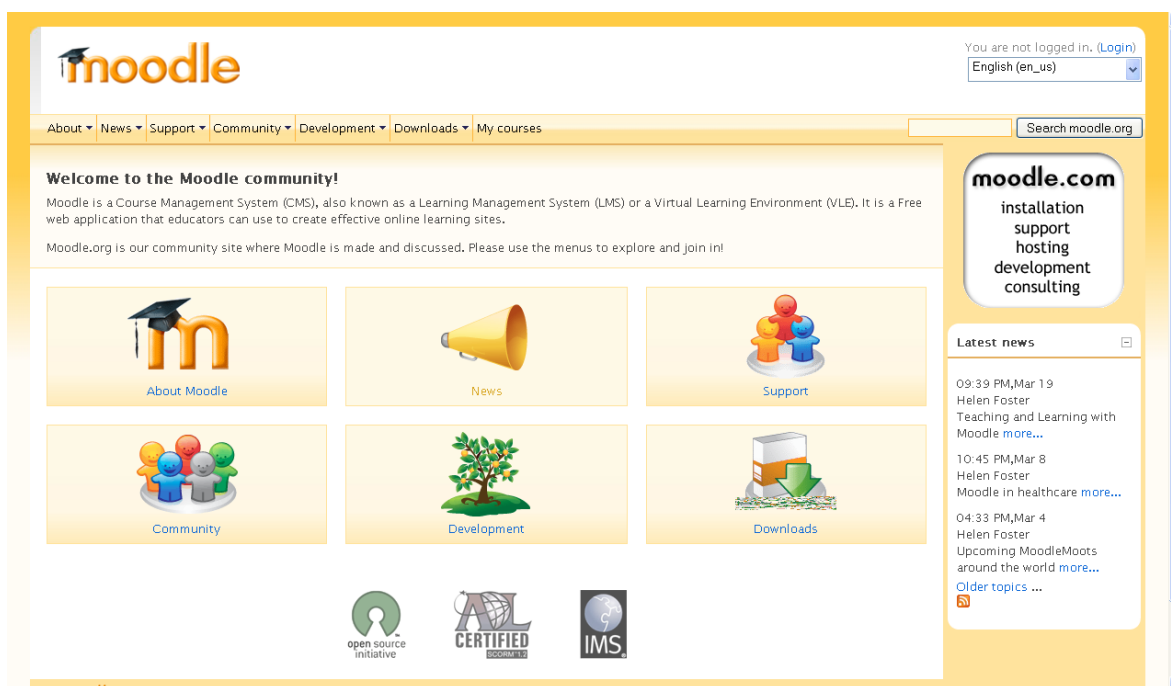 moodle
You are not logged in. (Login)
English (en_us)
About News Support Community Development Downloads My courses
Search moodle.org
Welcome to the Moodle community!
Moodle is a Course Management System (CMS), also known as a Learning Management System (LMS) or a Virtual Learning Environment (VLE). It is a Free
web application that educators can use to create effective online learning sites.
Moodle.org is our community site where Moodle is made and discussed. Please use the menus to explore and join in!
m
About Moodle
News
Support
Community
Development
Downloads
open source
initiative
ADL
CERTIFIED
SCORM 1.2
IMS
moodle.com
installation
support
hosting
development
consulting
Latest news
09:39 PM,Mar 19
Helen Foster
Teaching and Learning with
Moodle more...
10:45 PM,Mar 8
Helen Foster
Moodle in healthcare more...
04:33 PM,Mar 4
Helen Foster
Upcoming MoodleMoots
around the world more...
Older topics ...